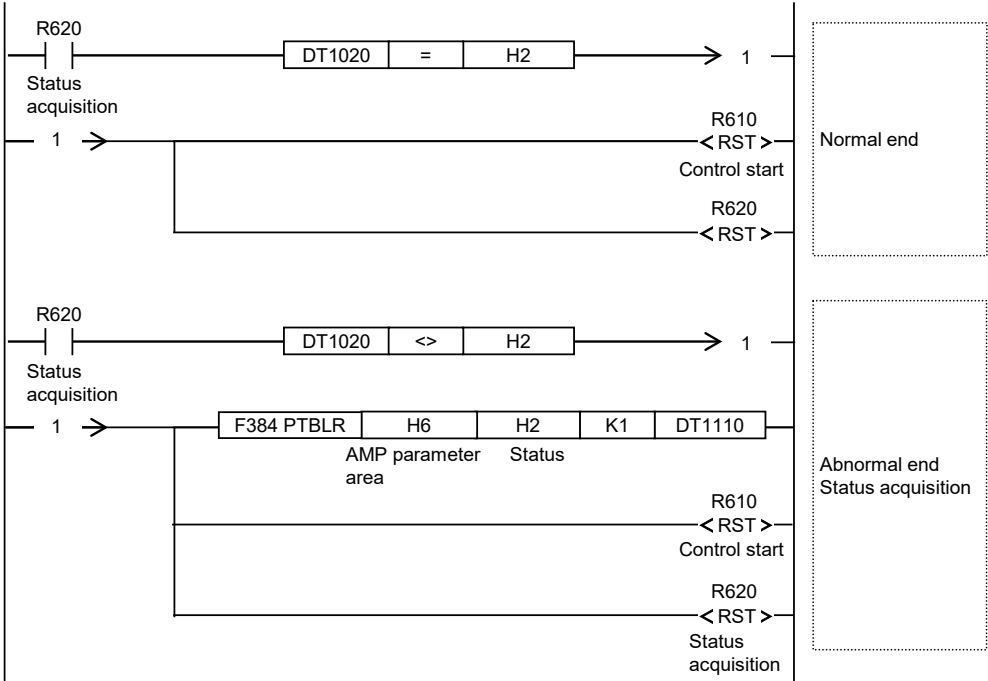 R620
DT1020 = H2 1
Status
acquisition
1
R610
< RST >
Control start
R620
< RST >
Normal end
R620
DT1020 <> H2 1
Status
acquisition
1
F384 PTBLR H6 H2 K1 DT1110
AMP parameter
area
Status
R610
< RST >
Control start
R620
< RST >
Status
acquisition
Abnormal end
Status acquisition